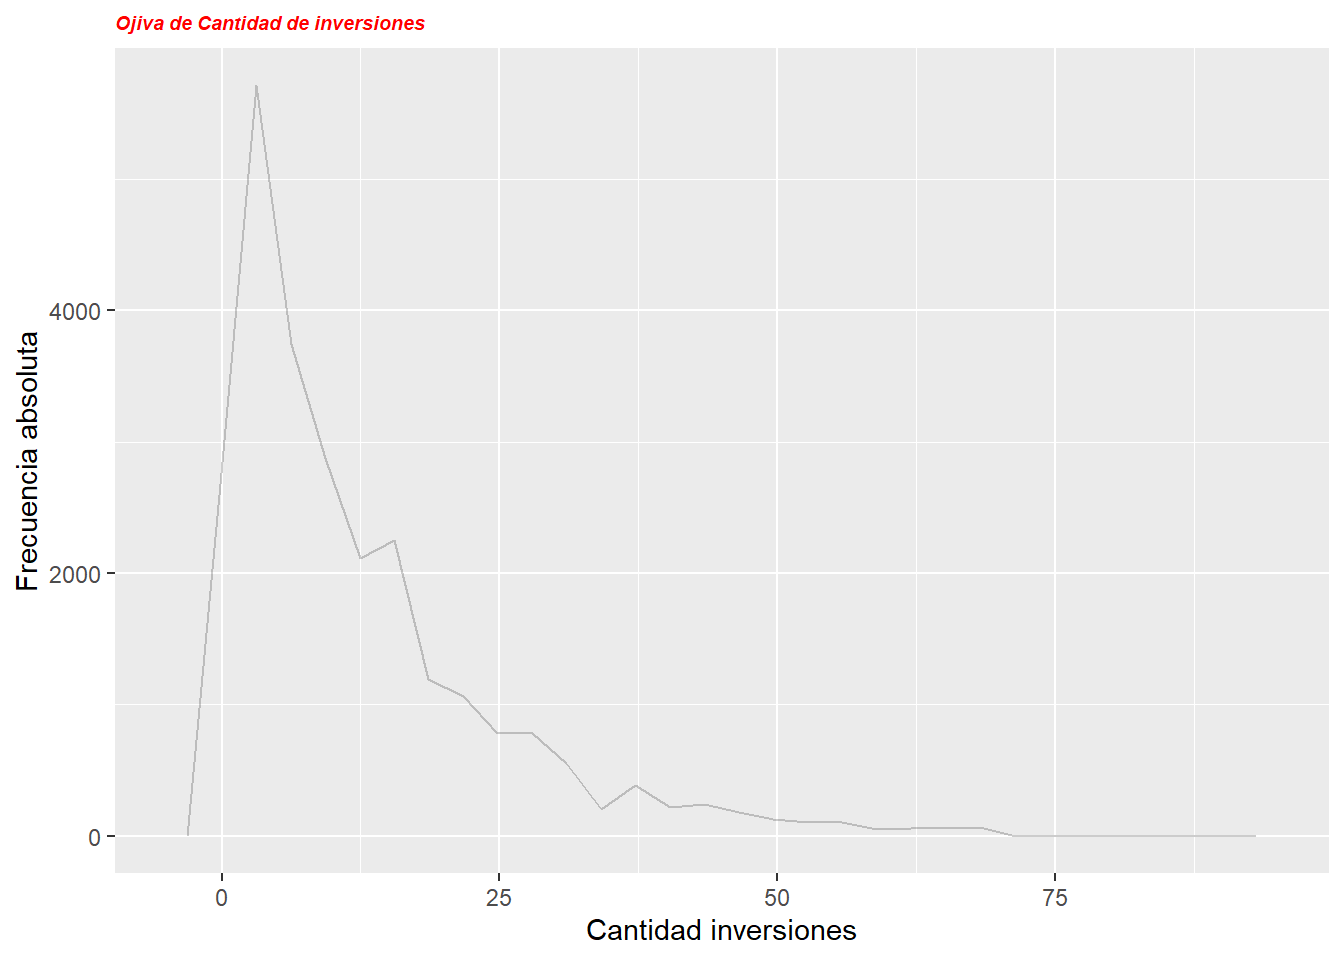 Ojiva de Cantidad de inversiones
Frecuencia absoluta
4000
2000
0
0 25 50 75
Cantidad inversiones